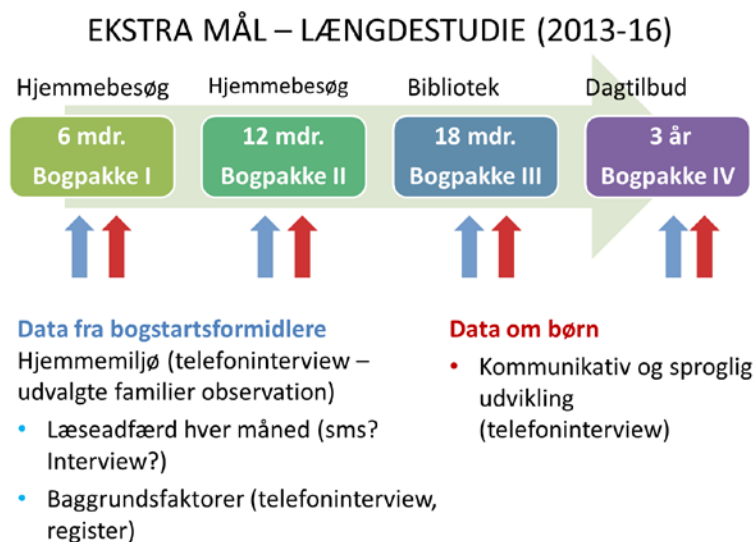 EKSTRA MÅL – LÆNGDESTUDIE (2013-16)
Hjemmebesøg
Hjemmebesøg
Bibliotek
Dagtilbud
6 mdr.
Bogpakke I
12 mdr.
Bogpakke II
18 mdr.
Bogpakke III
3 år
Bogpakke IV
Data fra bogstartsformidlere
Hjemmemiljø (telefoninterview –
udvalgte familier observation)
• Læseadfærd hver måned (sms?
Interview?)
• Baggrundsfaktorer (telefoninterview,
register)
Data om børn
• Kommunikativ og sproglig
udvikling
(telefoninterview)